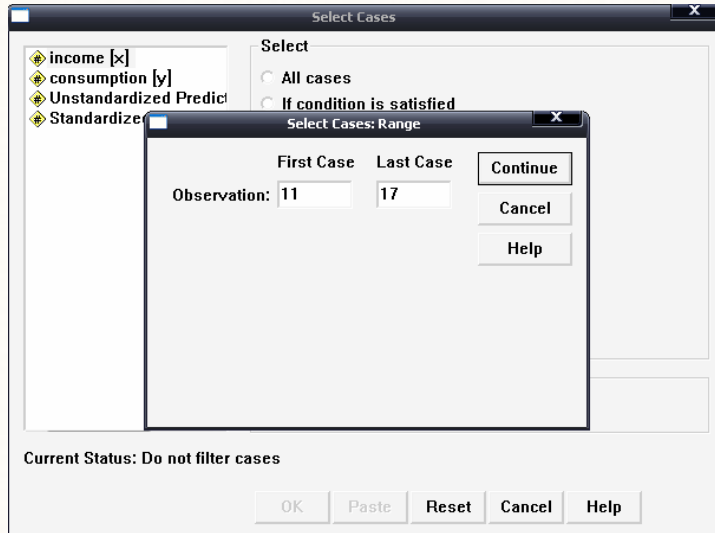 Select Cases
X
income [x]
consumption [y]
Unstandardized Predict
Standardize
Select
All cases
If condition is satisfied
Select Cases: Range
X
First Case Last Case
Observation: 11 17
Continue
Cancel
Help
Current Status: Do not filter cases
OK Paste Reset Cancel Help